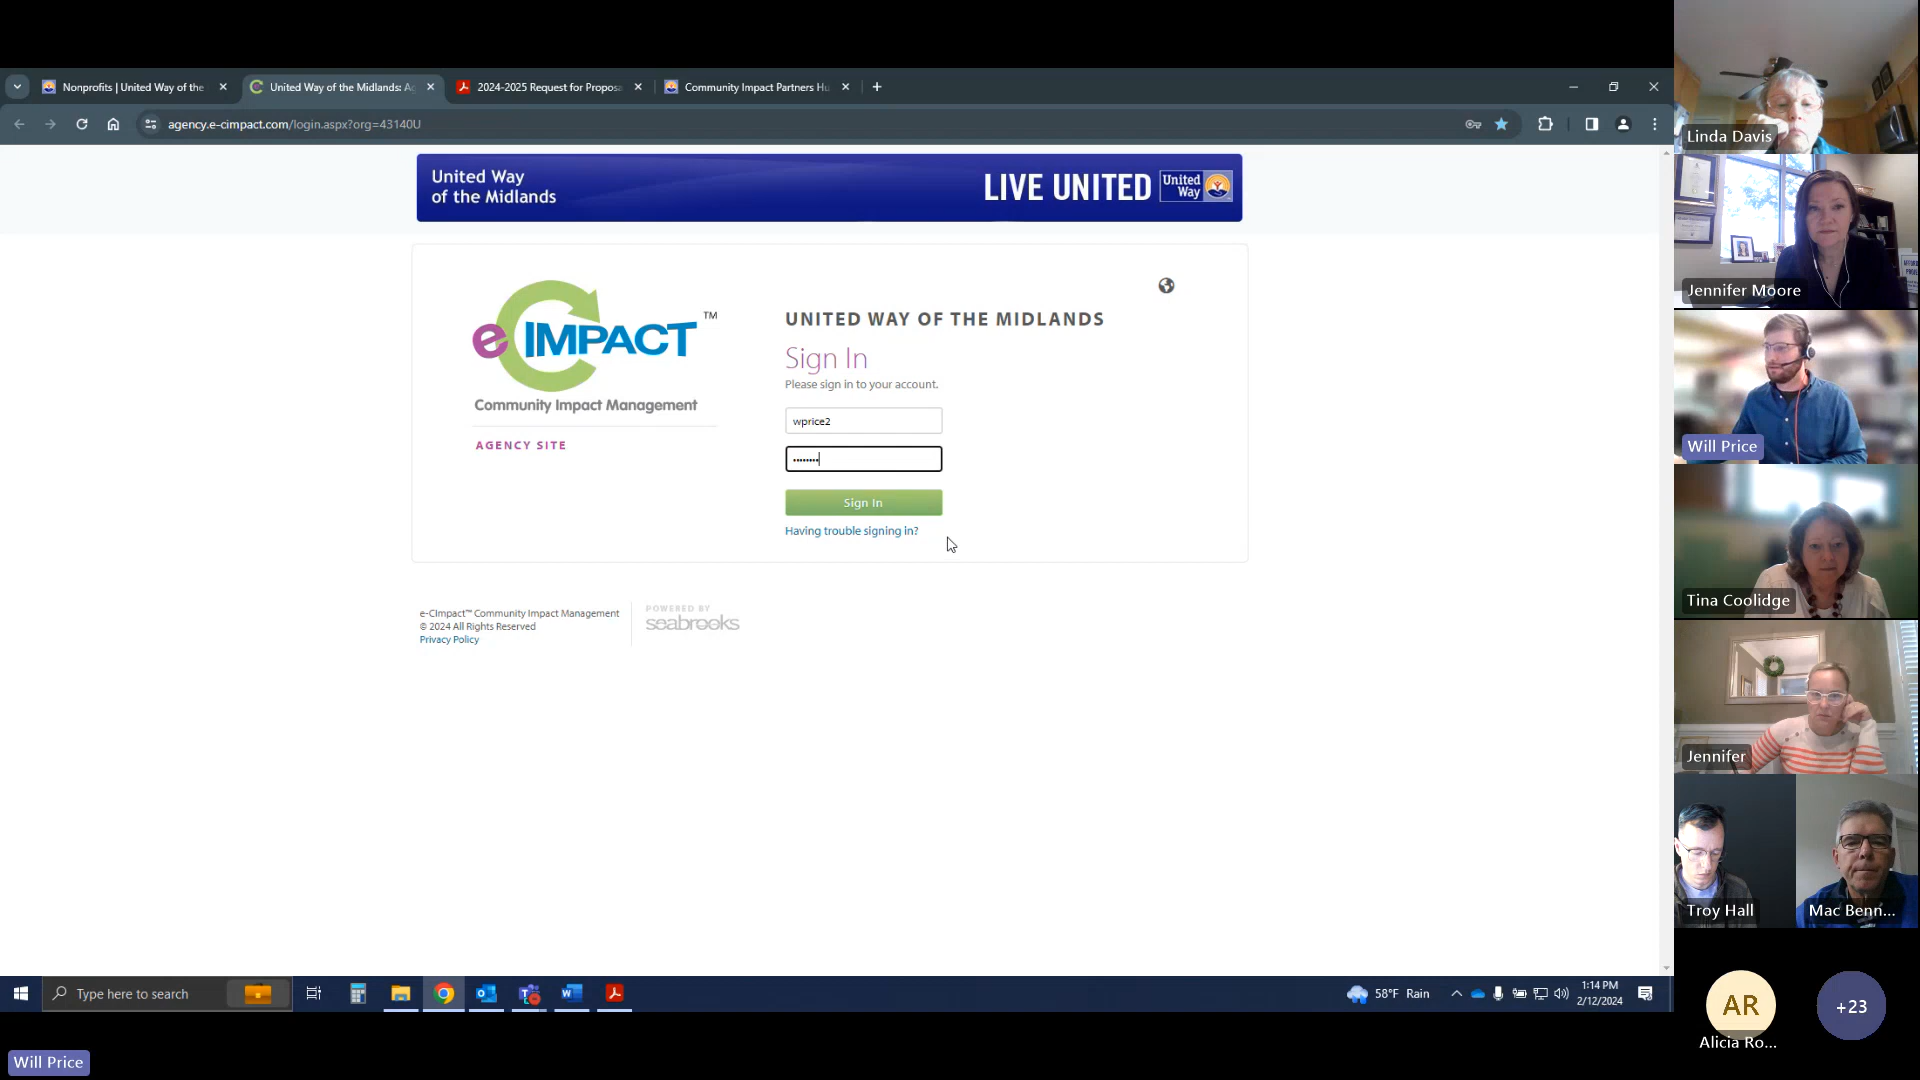 Nonprofits | United Way of the
United Way of the Midlands: Ag
2024-2025 Request for Proposa
Community Impact Partners Hu
agency.e-cimpact.com/login.aspx?org=43140U
United Way
of the Midlands
LIVE UNITED
United
Way
eCIMPACT TM
Community Impact Management
AGENCY SITE
UNITED WAY OF THE MIDLANDS
Sign In
Please sign in to your account.
wprice2
••••••••
Sign In
Having trouble signing in?
e-CImpact™ Community Impact Management
© 2024 All Rights Reserved
Privacy Policy
POWERED BY
seabrooks
Type here to search
58°F Rain
1:14 PM
2/12/2024
Will Price
Linda Davis
Jennifer Moore
Will Price
Tina Coolidge
Jennifer
Troy Hall
Mac Benn...
AR
Alicia Ro...
+23